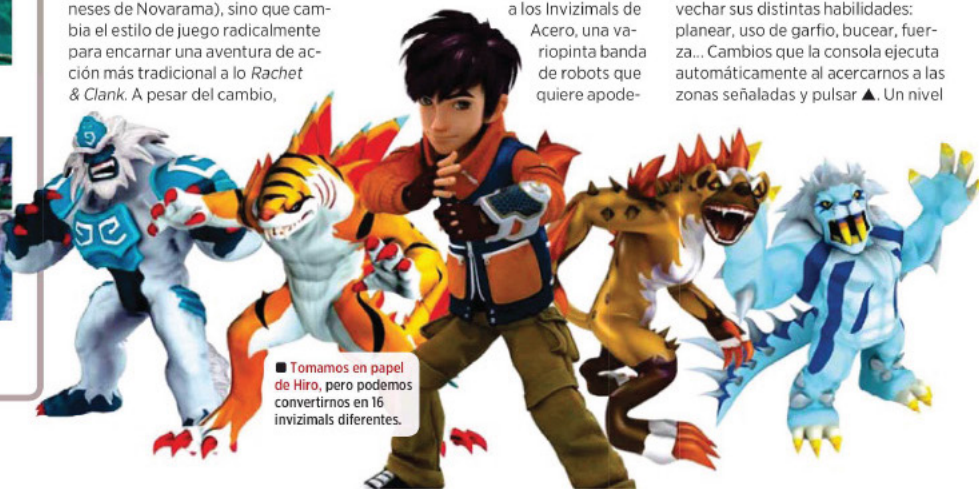 neses de Novarama), sino que cam-
bia el estilo de juego radicalmente
para encarnar una aventura de ac-
ción más tradicional a lo Rachet
& Clank. A pesar del cambio,
a los Invizimals de
Acero, una va-
riopinta banda
de robots que
quiere apode-
vechar sus distintas habilidades:
planear, uso de garfio, bucear, fuer-
za... Cambios que la consola ejecuta
automáticamente al acercarnos a las
zonas señaladas y pulsar ▲. Un nivel
■ Tomamos en papel
de Hiro, pero podemos
convertirnos en 16
invizimals diferentes.